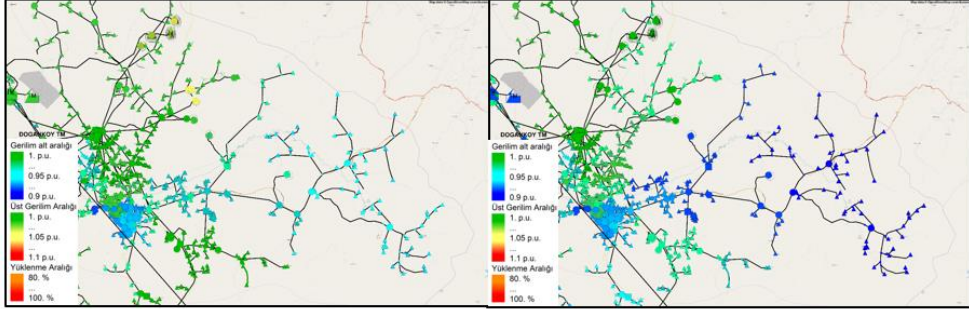 DOĞANKÖY TM
Gerilim alt aralığı
1. p.u.
...
0.95 p.u.
...
0.9 p.u.
Üst Gerilim Aralığı
1. p.u.
...
1.05 p.u.
...
1.1 p.u.
Yüklenme Aralığı
80. %
...
100. %
DOĞANKÖY TM
Gerilim alt aralığı
1. p.u.
...
0.95 p.u.
...
0.9 p.u.
Üst Gerilim Aralığı
1. p.u.
...
1.05 p.u.
...
1.1 p.u.
Yüklenme Aralığı
80. %
...
100. %